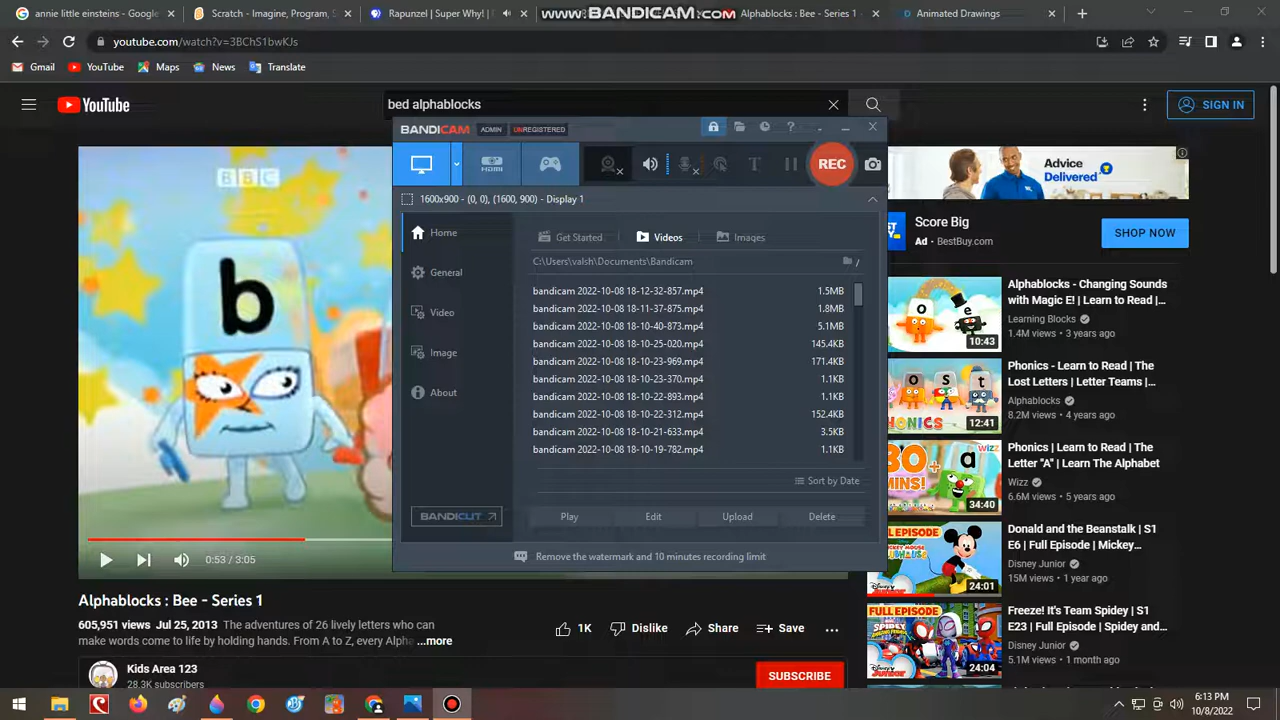 annie littles einstiens - Google
Scratch - Imagine, Program, S
Rapunzel | Super Why! |
www.BANDICAM.com
Alphablocks : Bee - Series 1 -
Animated Drawings
youtube.com/watch?v=3BChS1bwKJs
Gmail
YouTube
Maps
News
Translate
YouTube
bed alphablocks
SIGN IN
BANDICAM ADMIN UNREGISTERED
HDMI
REC
1600x900 - (0, 0), (1600, 900) - Display 1
Home
General
Video
Image
About
BANDICUT
Get Started
Videos
Images
C:\Users\valsh\Documents\Bandicam
bandicam 2022-10-08 18-12-32-857.mp4 1.5MB
bandicam 2022-10-08 18-11-37-875.mp4 1.8MB
bandicam 2022-10-08 18-10-40-873.mp4 5.1MB
bandicam 2022-10-08 18-10-25-020.mp4 145.4KB
bandicam 2022-10-08 18-10-23-969.mp4 171.4KB
bandicam 2022-10-08 18-10-23-370.mp4 1.1KB
bandicam 2022-10-08 18-10-22-893.mp4 1.1KB
bandicam 2022-10-08 18-10-22-312.mp4 152.4KB
bandicam 2022-10-08 18-10-21-633.mp4 3.5KB
bandicam 2022-10-08 18-10-19-782.mp4 1.1KB
Sort by Date
Play
Edit
Upload
Delete
Remove the watermark and 10 minutes recording limit
BBC
b
0:53 / 3:05
Alphablocks : Bee - Series 1
605,951 views Jul 25, 2013 The adventures of 26 lively letters who can
make words come to life by holding hands. From A to Z, every Alpha ...more
1K
Dislike
Share
Save
Kids Area 123
28.3K subscribers
SUBSCRIBE
Advice
Delivered
Score Big
Ad • BestBuy.com
SHOP NOW
o e
10:43
Alphablocks - Changing Sounds
with Magic E! | Learn to Read |...
Learning Blocks
1.4M views • 3 years ago
o s t
PHONICS
12:41
Phonics - Learn to Read | The
Lost Letters | Letter Teams |...
Alphablocks
8.2M views • 4 years ago
30+
MINS!
a
WIZZ
34:40
Phonics | Learn to Read | The
Letter "A" | Learn The Alphabet
Wizz
6.6M views • 5 years ago
FULL EPISODE
24:01
Donald and the Beanstalk | S1
E6 | Full Episode | Mickey...
Disney Junior
15M views • 1 year ago
FULL EPISODE
24:04
Freeze! It's Team Spidey | S1
E23 | Full Episode | Spidey and...
Disney Junior
5.1M views • 1 month ago
6:13 PM
10/8/2022